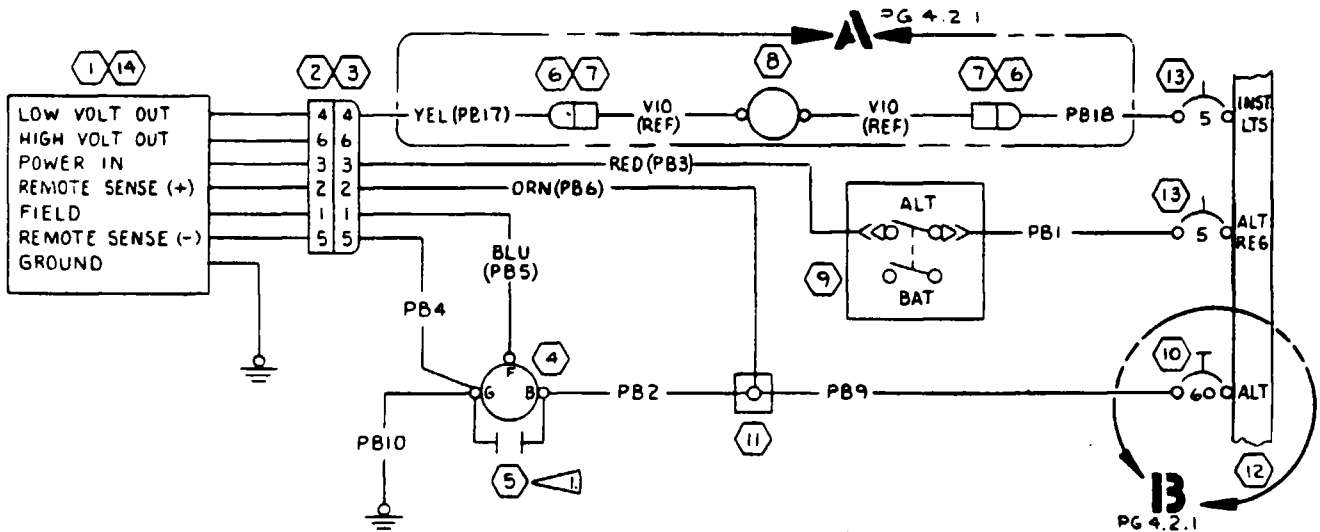 PG 4.2.1
A
1 14
2 3
6 7
8
7 6
13
LOW VOLT OUT
4 4
YEL(PB17)
V10
(REF)
V10
(REF)
PB18
5
INST
LTS
HIGH VOLT OUT
6 6
POWER IN
3 3
RED(PB3)
REMOTE SENSE (+)
2 2
ORN(PB6)
FIELD
1 1
REMOTE SENSE (-)
5 5
GROUND
BLU
(PB5)
PB4
ALT
BAT
9
PB1
13
5
ALT
REG
F
4
G
B
PB2
11
PB9
10
60
ALT
PB10
5
1
12
B
PG 4.2.1